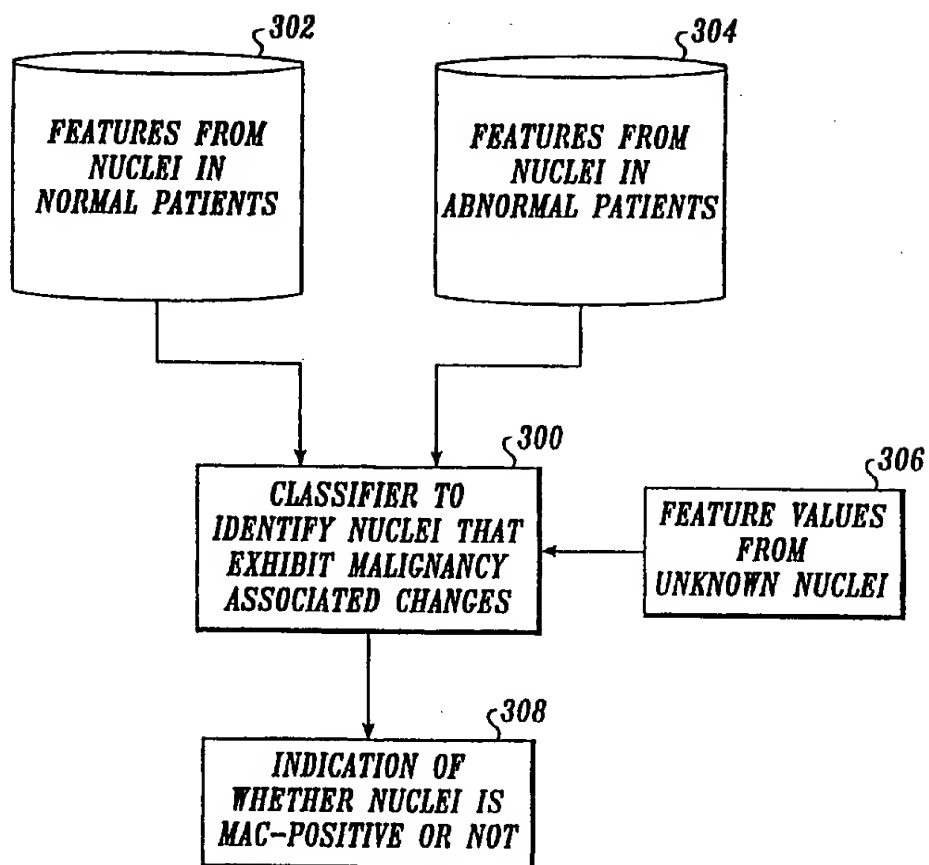 302
304
FEATURES FROM
NUCLEI IN
NORMAL PATIENTS
FEATURES FROM
NUCLEI IN
ABNORMAL PATIENTS
300
CLASSIFIER TO
IDENTIFY NUCLEI THAT
EXHIBIT MALIGNANCY
ASSOCIATED CHANGES
306
FEATURE VALUES
FROM
UNKNOWN NUCLEI
308
INDICATION OF
WHETHER NUCLEI IS
MAC-POSITIVE OR NOT